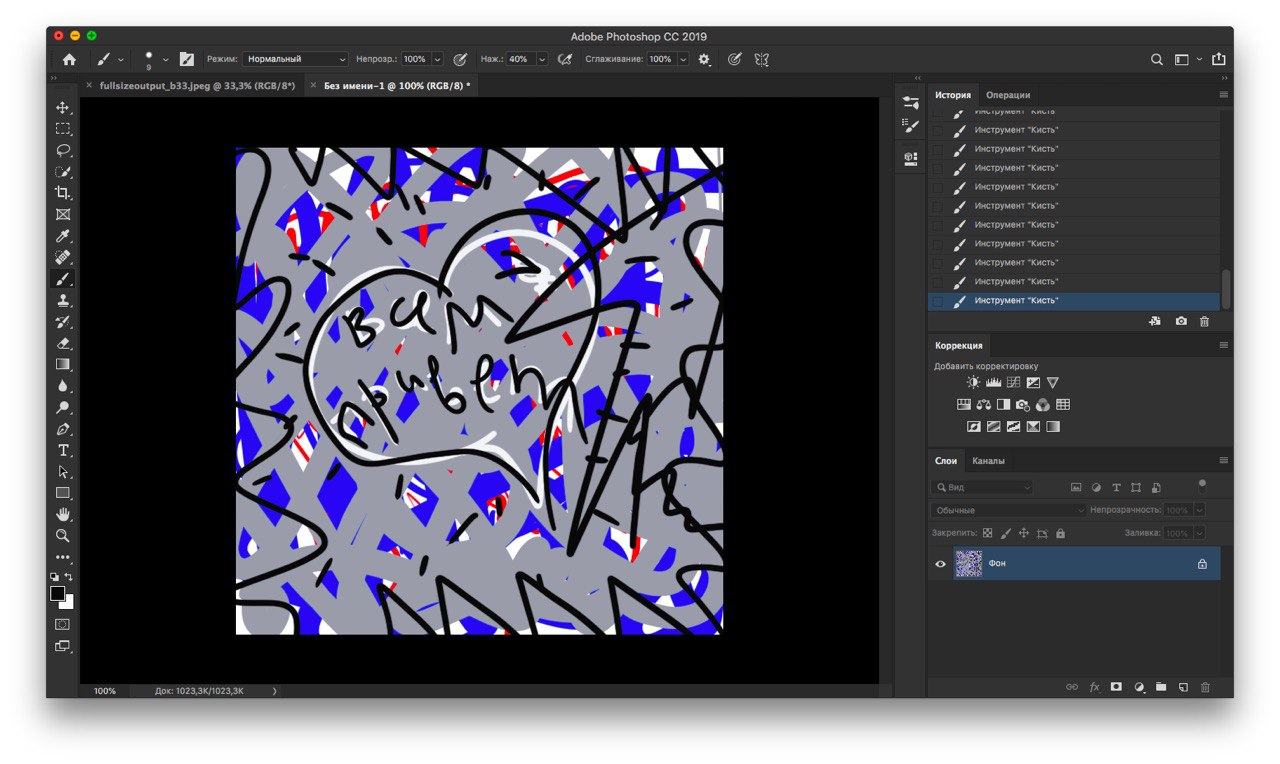 Adobe Photoshop CC 2019
9
Режим: Нормальный Непрозр.: 100% Наж.: 40% Сглаживание: 100%
fullsizeoutput_b33.jpeg @ 33,3% (RGB/8*) Без имени-1 @ 100% (RGB/8) *
вам
привет
100% Док: 1023,3K/1023,3K
История Операции
Инструмент "Кисть"
Инструмент "Кисть"
Инструмент "Кисть"
Инструмент "Кисть"
Инструмент "Кисть"
Инструмент "Кисть"
Инструмент "Кисть"
Инструмент "Кисть"
Инструмент "Кисть"
Инструмент "Кисть"
Инструмент "Кисть"
Коррекция
Добавить корректировку
Слои Каналы
Вид
Обычные Непрозрачность: 100%
Закрепить: Заливка: 100%
Фон
fx